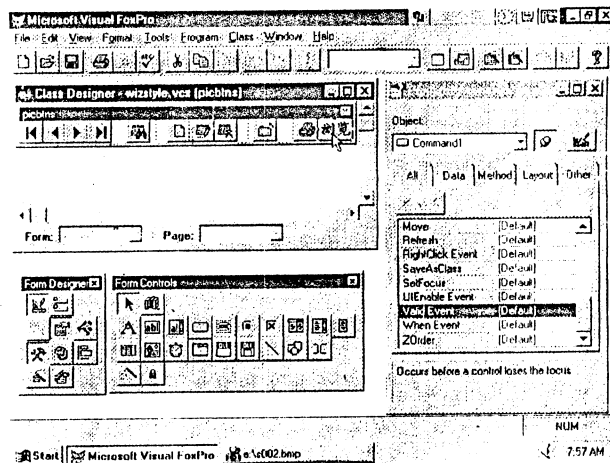 Microsoft Visual FoxPro
File Edit View Format Tools Program Class Window Help
Class Designer - wizstyle.vcx (picbtns)
picbtns
Form: Page:
Form Designer
Form Controls
Object:
Command1
All Data Method Layout Other
Move [Default]
Refresh [Default]
RightClick Event [Default]
SaveAsClass [Default]
SetFocus [Default]
UIEnable Event [Default]
Valid Event [Default]
When Event [Default]
ZOrder [Default]
Occurs before a control loses the focus
NUM
Start Microsoft Visual FoxPro a:\s002.bmp 7:57 AM